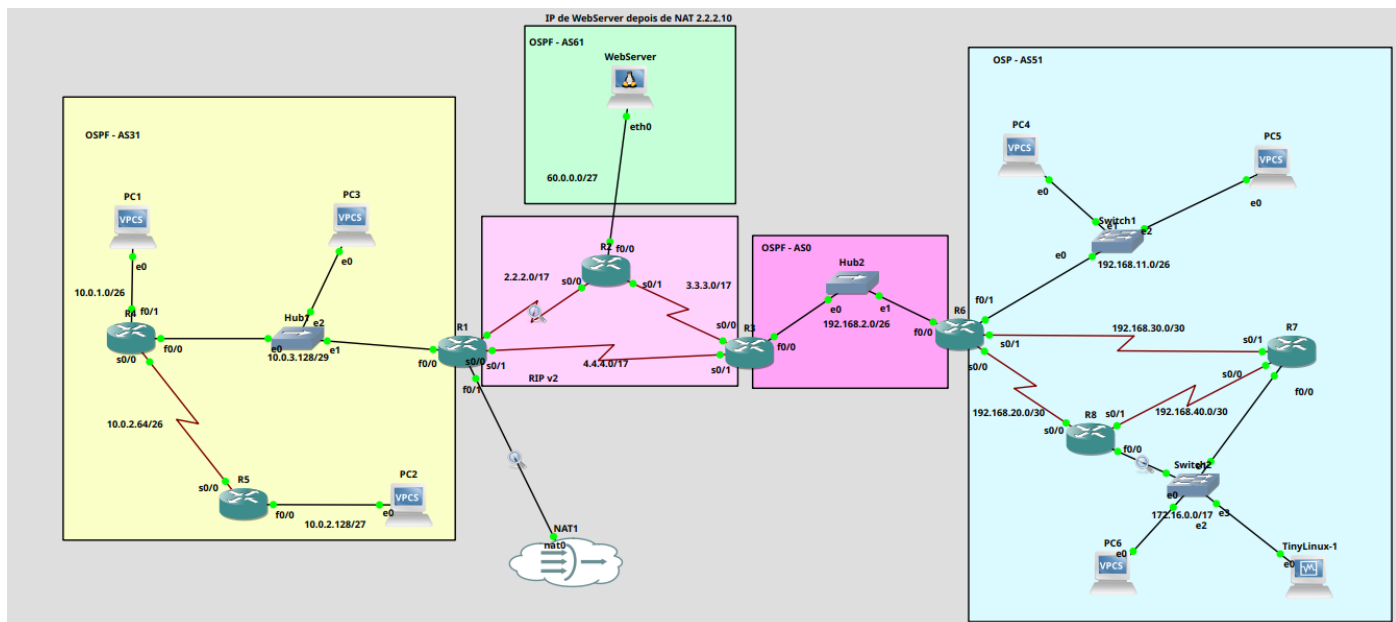 IP de WebServer depois de NAT 2.2.2.10
OSPF - AS61
WebServer
eth0
60.0.0.0/27
OSPF - AS31
PC1
VPCS
e0
10.0.1.0/26
R4
f0/1
f0/0
s0/0
PC3
VPCS
e0
Hub1
e2
e0
e1
10.0.3.128/29
10.0.2.64/26
s0/0
R5
f0/0
10.0.2.128/27
PC2
VPCS
e0
R1
f0/0
s0/0
s0/1
f0/1
2.2.2.0/17
R2
f0/0
s0/0
s0/1
3.3.3.0/17
4.4.4.0/17
RIP v2
s0/0
R3
f0/0
s0/1
NAT1
nat0
OSPF - AS0
Hub2
e0
e1
192.168.2.0/26
OSP - AS51
PC4
VPCS
e0
PC5
VPCS
e0
Switch1
e1
e2
e0
192.168.11.0/26
R6
f0/1
f0/0
s0/1
s0/0
192.168.30.0/30
R7
s0/1
s0/0
f0/0
192.168.20.0/30
192.168.40.0/30
R8
s0/1
s0/0
f0/0
Switch2
e0
172.16.0.0/17
e3
e2
PC6
e0
VPCS
TinyLinux-1
e0